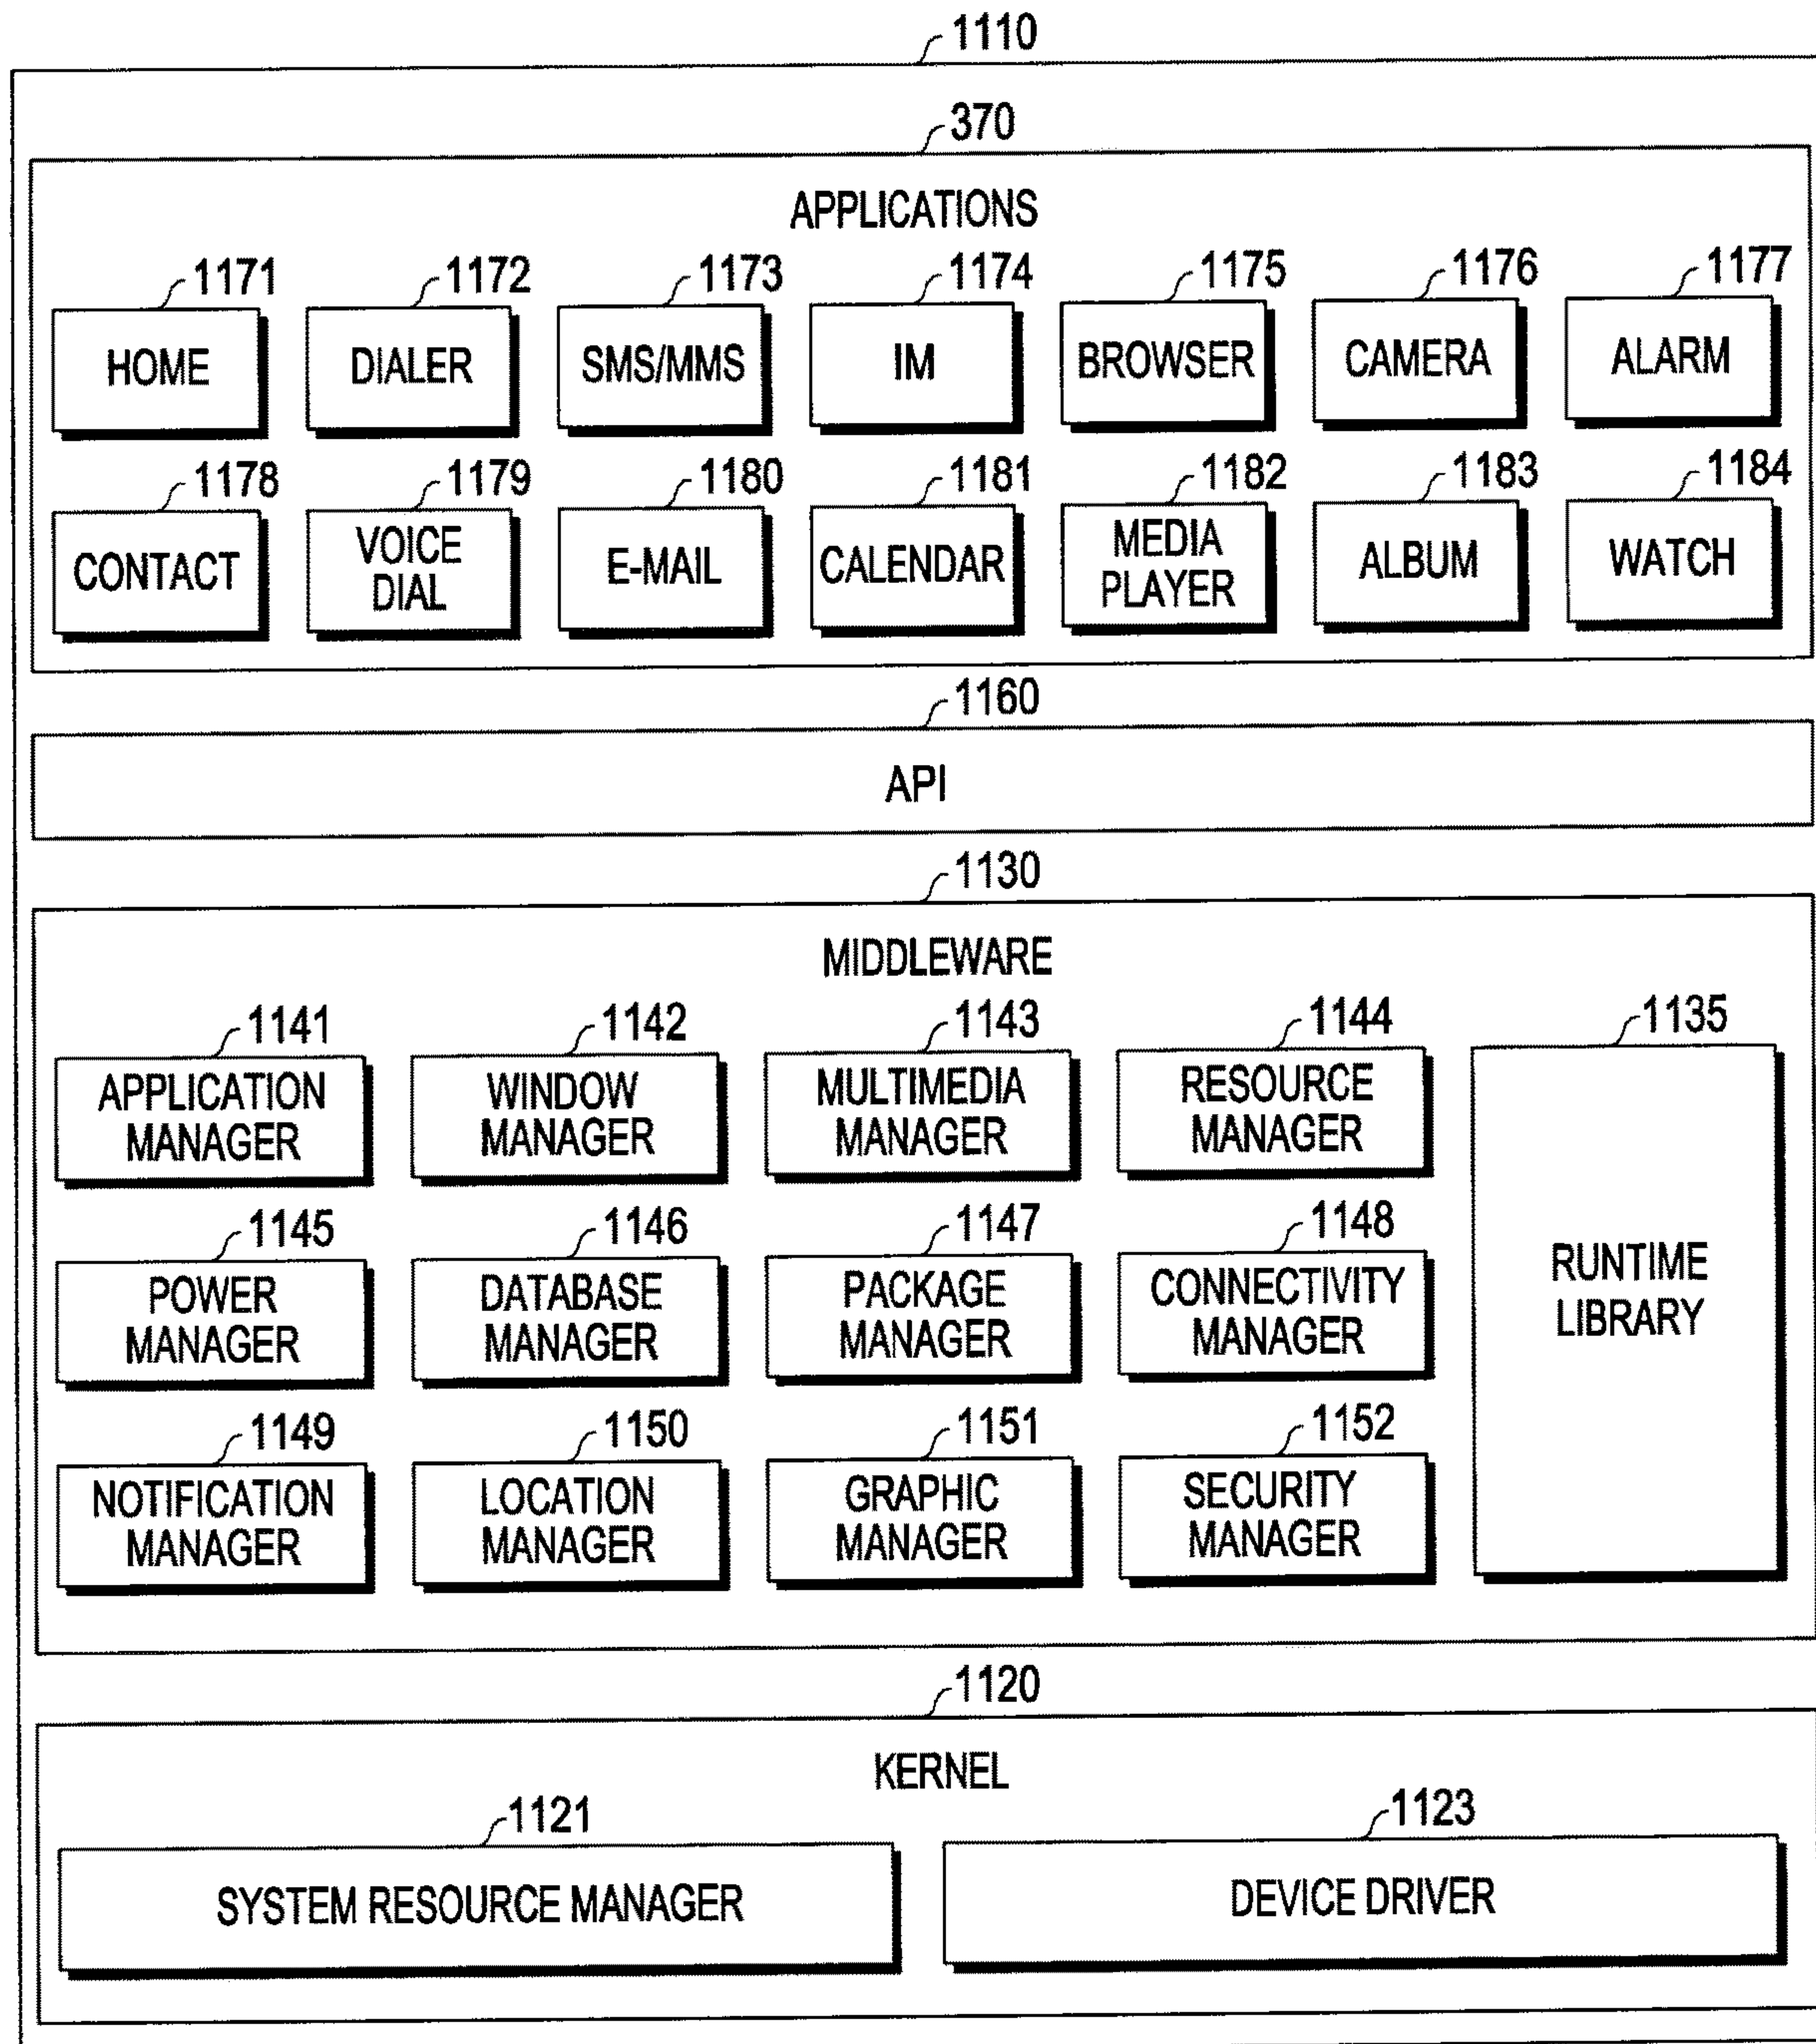 1110
370
APPLICATIONS
1171 1172 1173 1174 1175 1176 1177
HOME DIALER SMS/MMS IM BROWSER CAMERA ALARM
1178 1179 1180 1181 1182 1183 1184
CONTACT VOICE DIAL E-MAIL CALENDAR MEDIA PLAYER ALBUM WATCH
1160
API
1130
MIDDLEWARE
1141 1142 1143 1144 1135
APPLICATION MANAGER WINDOW MANAGER MULTIMEDIA MANAGER RESOURCE MANAGER
1145 1146 1147 1148
POWER MANAGER DATABASE MANAGER PACKAGE MANAGER CONNECTIVITY MANAGER RUNTIME LIBRARY
1149 1150 1151 1152
NOTIFICATION MANAGER LOCATION MANAGER GRAPHIC MANAGER SECURITY MANAGER
1120
KERNEL
1121 1123
SYSTEM RESOURCE MANAGER DEVICE DRIVER